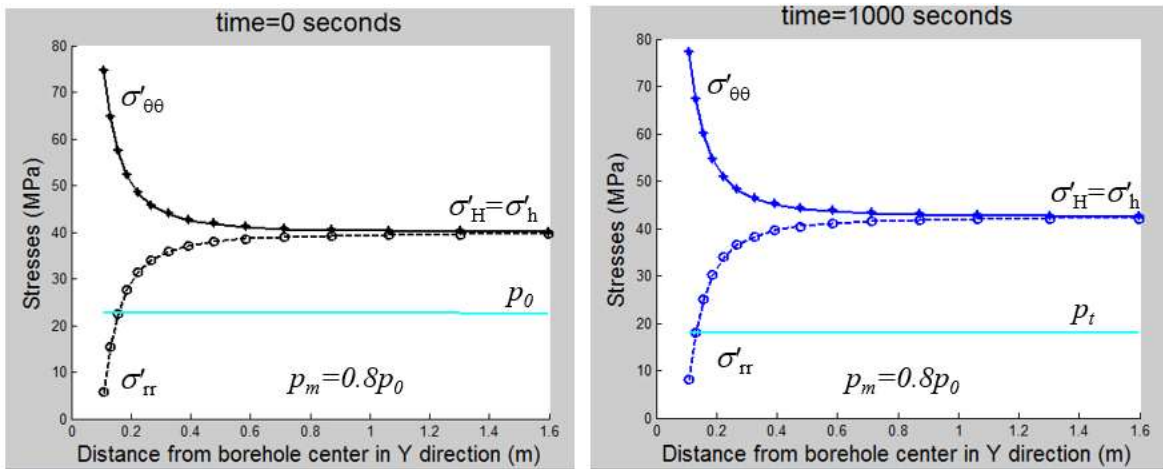 time=0 seconds
80
70
60
50
40
30
20
10
0
Stresses (MPa)
σ′θθ
σ′H=σ′h
p0
σ′rr
pm=0.8p0
0 0.2 0.4 0.6 0.8 1 1.2 1.4 1.6
Distance from borehole center in Y direction (m)
time=1000 seconds
80
70
60
50
40
30
20
10
0
Stresses (MPa)
σ′θθ
σ′H=σ′h
pt
σ′rr
pm=0.8p0
0 0.2 0.4 0.6 0.8 1 1.2 1.4 1.6
Distance from borehole center in Y direction (m)